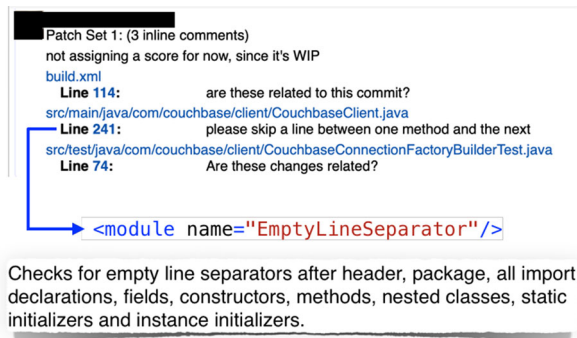 Patch Set 1: (3 inline comments)
not assigning a score for now, since it's WIP
build.xml
Line 114: are these related to this commit?
src/main/java/com/couchbase/client/CouchbaseClient.java
Line 241: please skip a line between one method and the next
src/test/java/com/couchbase/client/CouchbaseConnectionFactoryBuilderTest.java
Line 74: Are these changes related?
<module name="EmptyLineSeparator"/>
Checks for empty line separators after header, package, all import
declarations, fields, constructors, methods, nested classes, static
initializers and instance initializers.